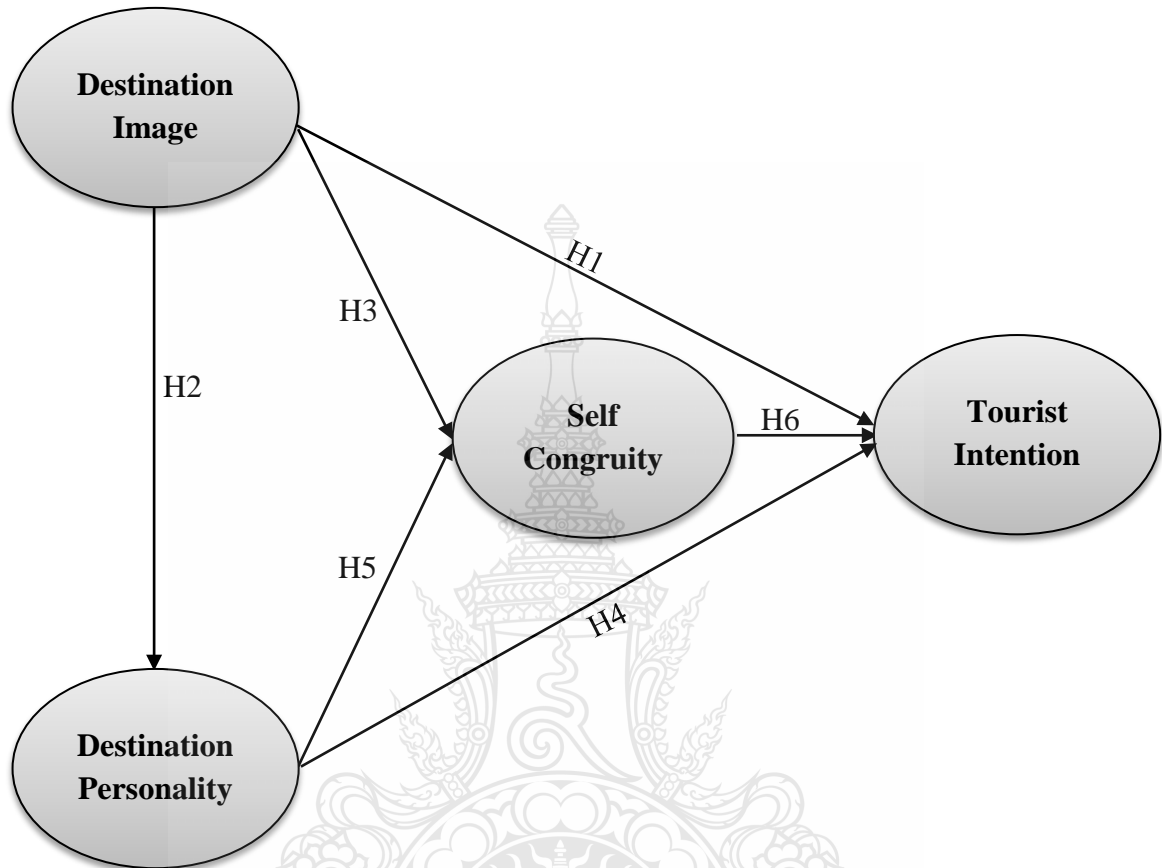 Destination
Image
H1
H3
H2
Self
Congruity
H6
Tourist
Intention
H5
H4
Destination
Personality